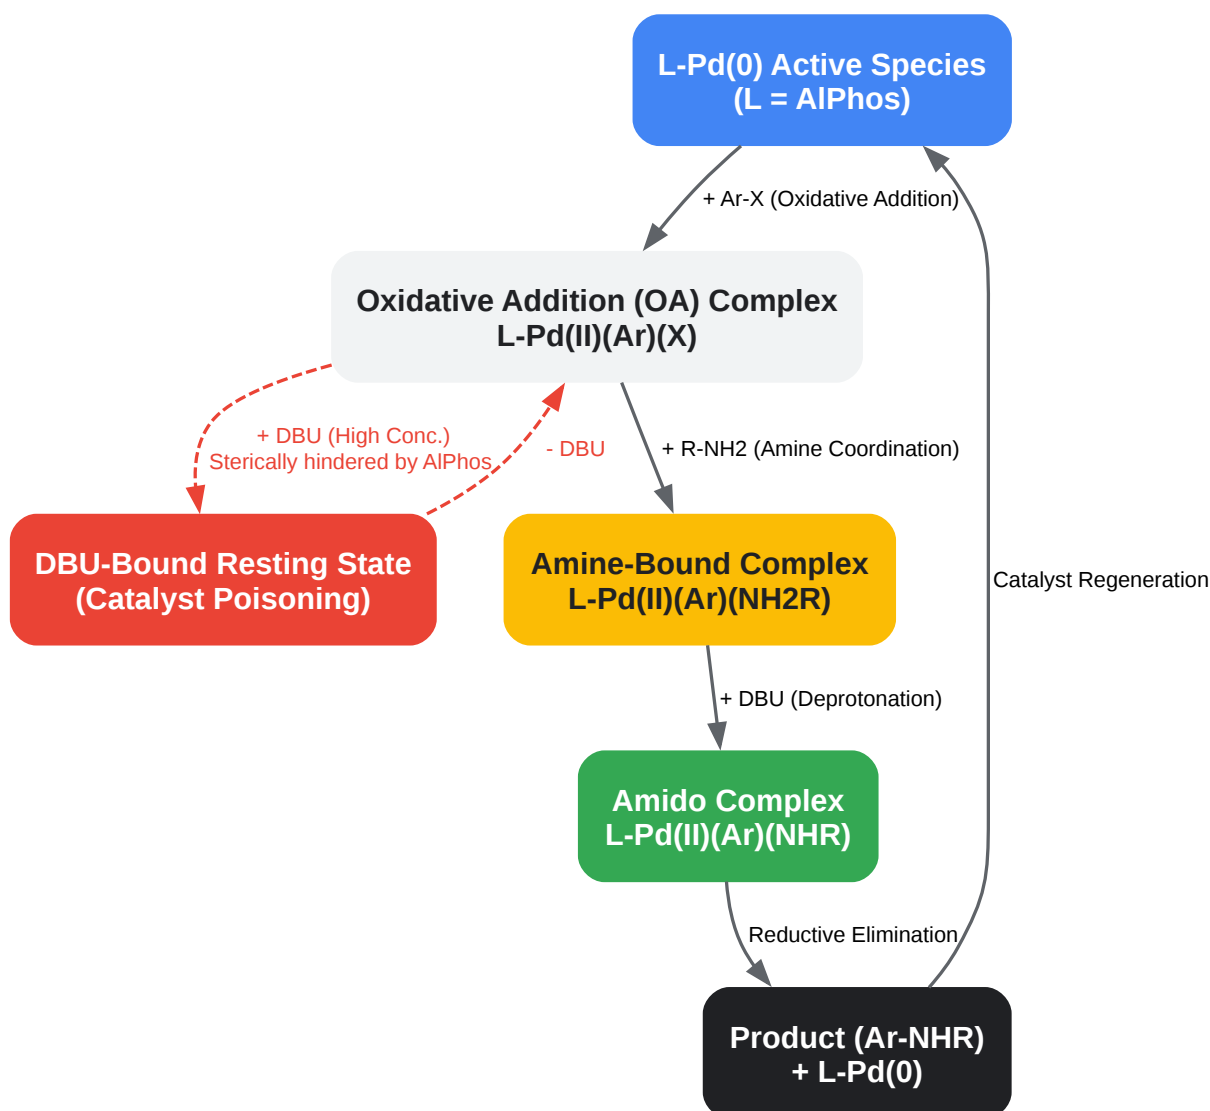 L-Pd(0) Active Species
(L = AlPhos)
+ Ar-X (Oxidative Addition)
Oxidative Addition (OA) Complex
L-Pd(II)(Ar)(X)
+ DBU (High Conc.)
Sterically hindered by AlPhos
- DBU
+ R-NH2 (Amine Coordination)
DBU-Bound Resting State
(Catalyst Poisoning)
Amine-Bound Complex
L-Pd(II)(Ar)(NH2R)
Catalyst Regeneration
+ DBU (Deprotonation)
Amido Complex
L-Pd(II)(Ar)(NHR)
Reductive Elimination
Product (Ar-NHR)
+ L-Pd(0)